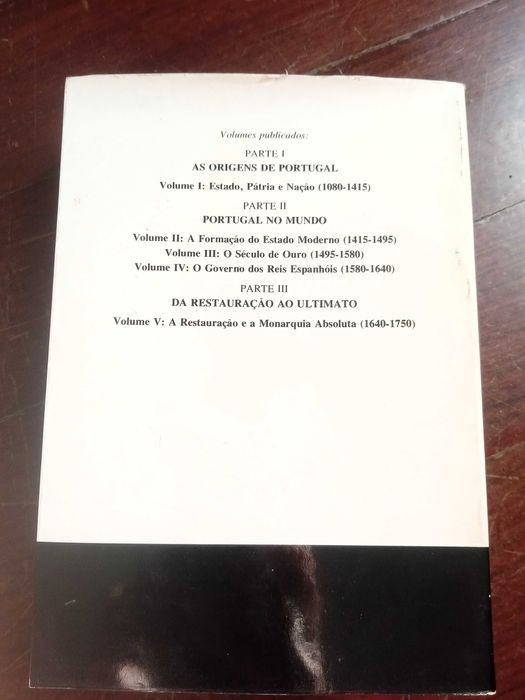 Volumes publicados:
PARTE I
AS ORIGENS DE PORTUGAL
Volume I: Estado, Pátria e Nação (1080-1415)
PARTE II
PORTUGAL NO MUNDO
Volume II: A Formação do Estado Moderno (1415-1495)
Volume III: O Século de Ouro (1495-1580)
Volume IV: O Governo dos Reis Espanhóis (1580-1640)
PARTE III
DA RESTAURAÇÃO AO ULTIMATO
Volume V: A Restauração e a Monarquia Absoluta (1640-1750)